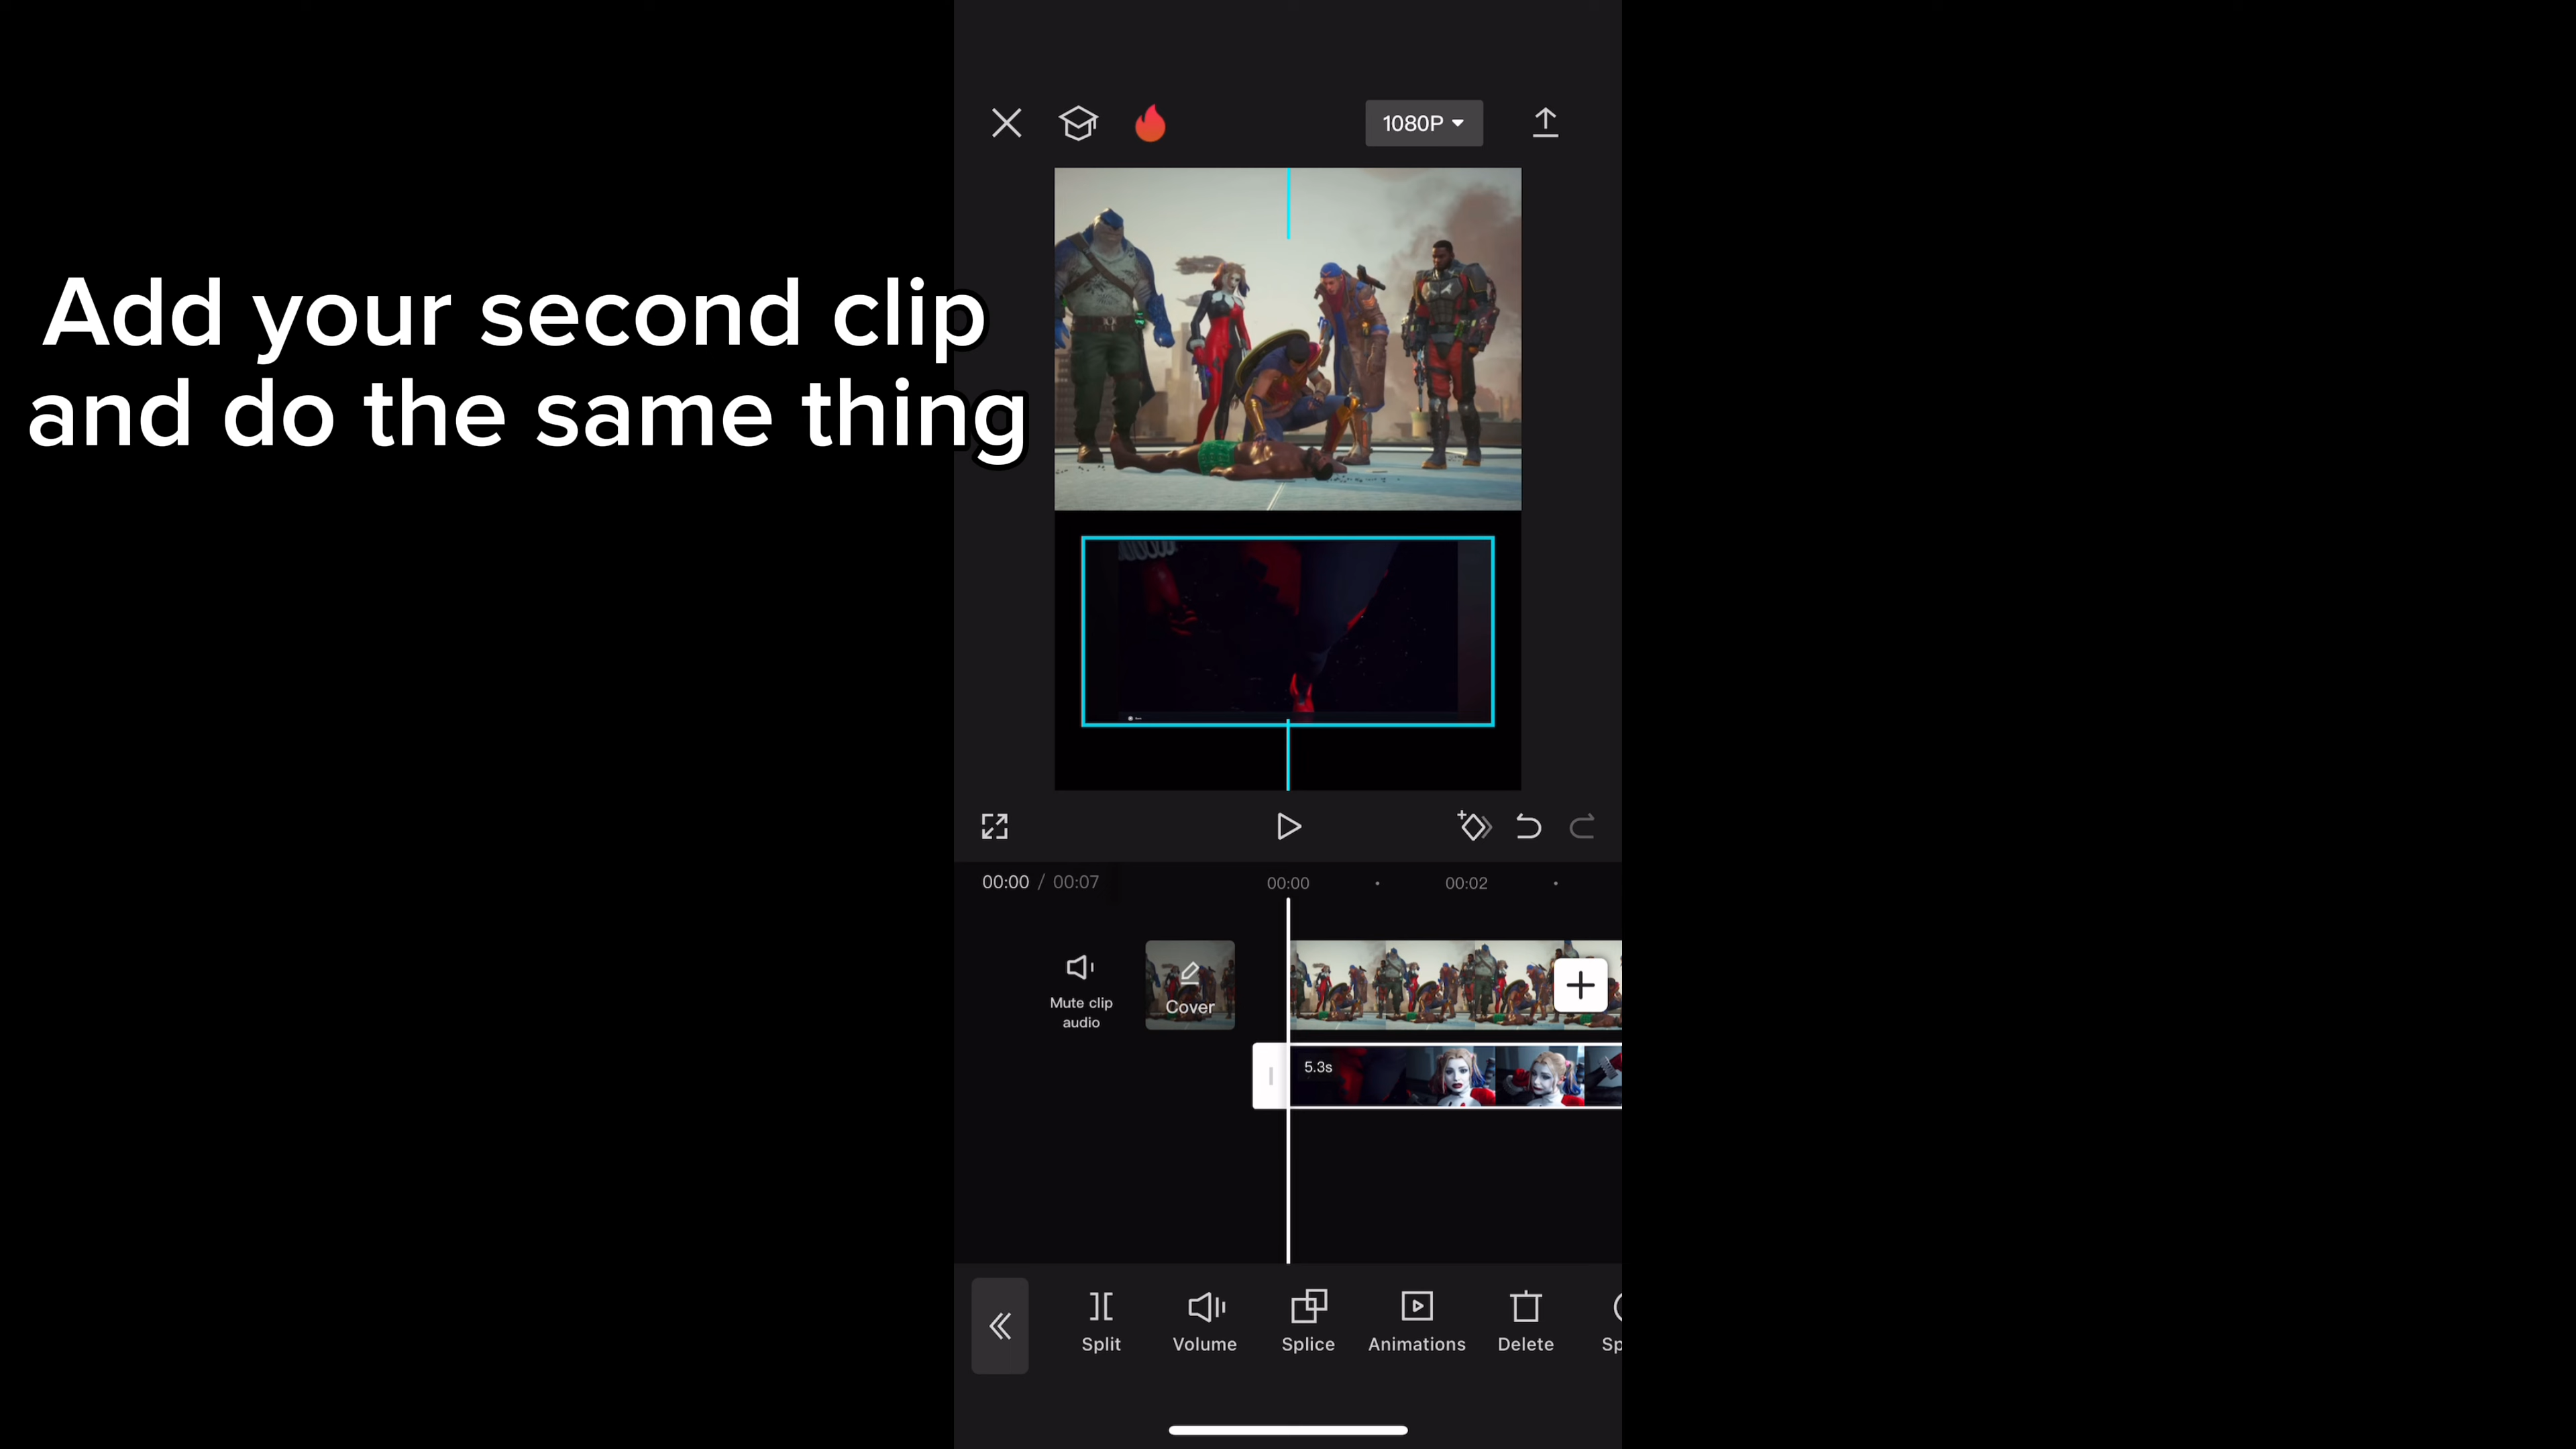 Add your second clip
and do the same thing
1080P
00:00 / 00:07
00:00
00:02
Mute clip
audio
Cover
5.3s
Split
Volume
Splice
Animations
Delete
Sp